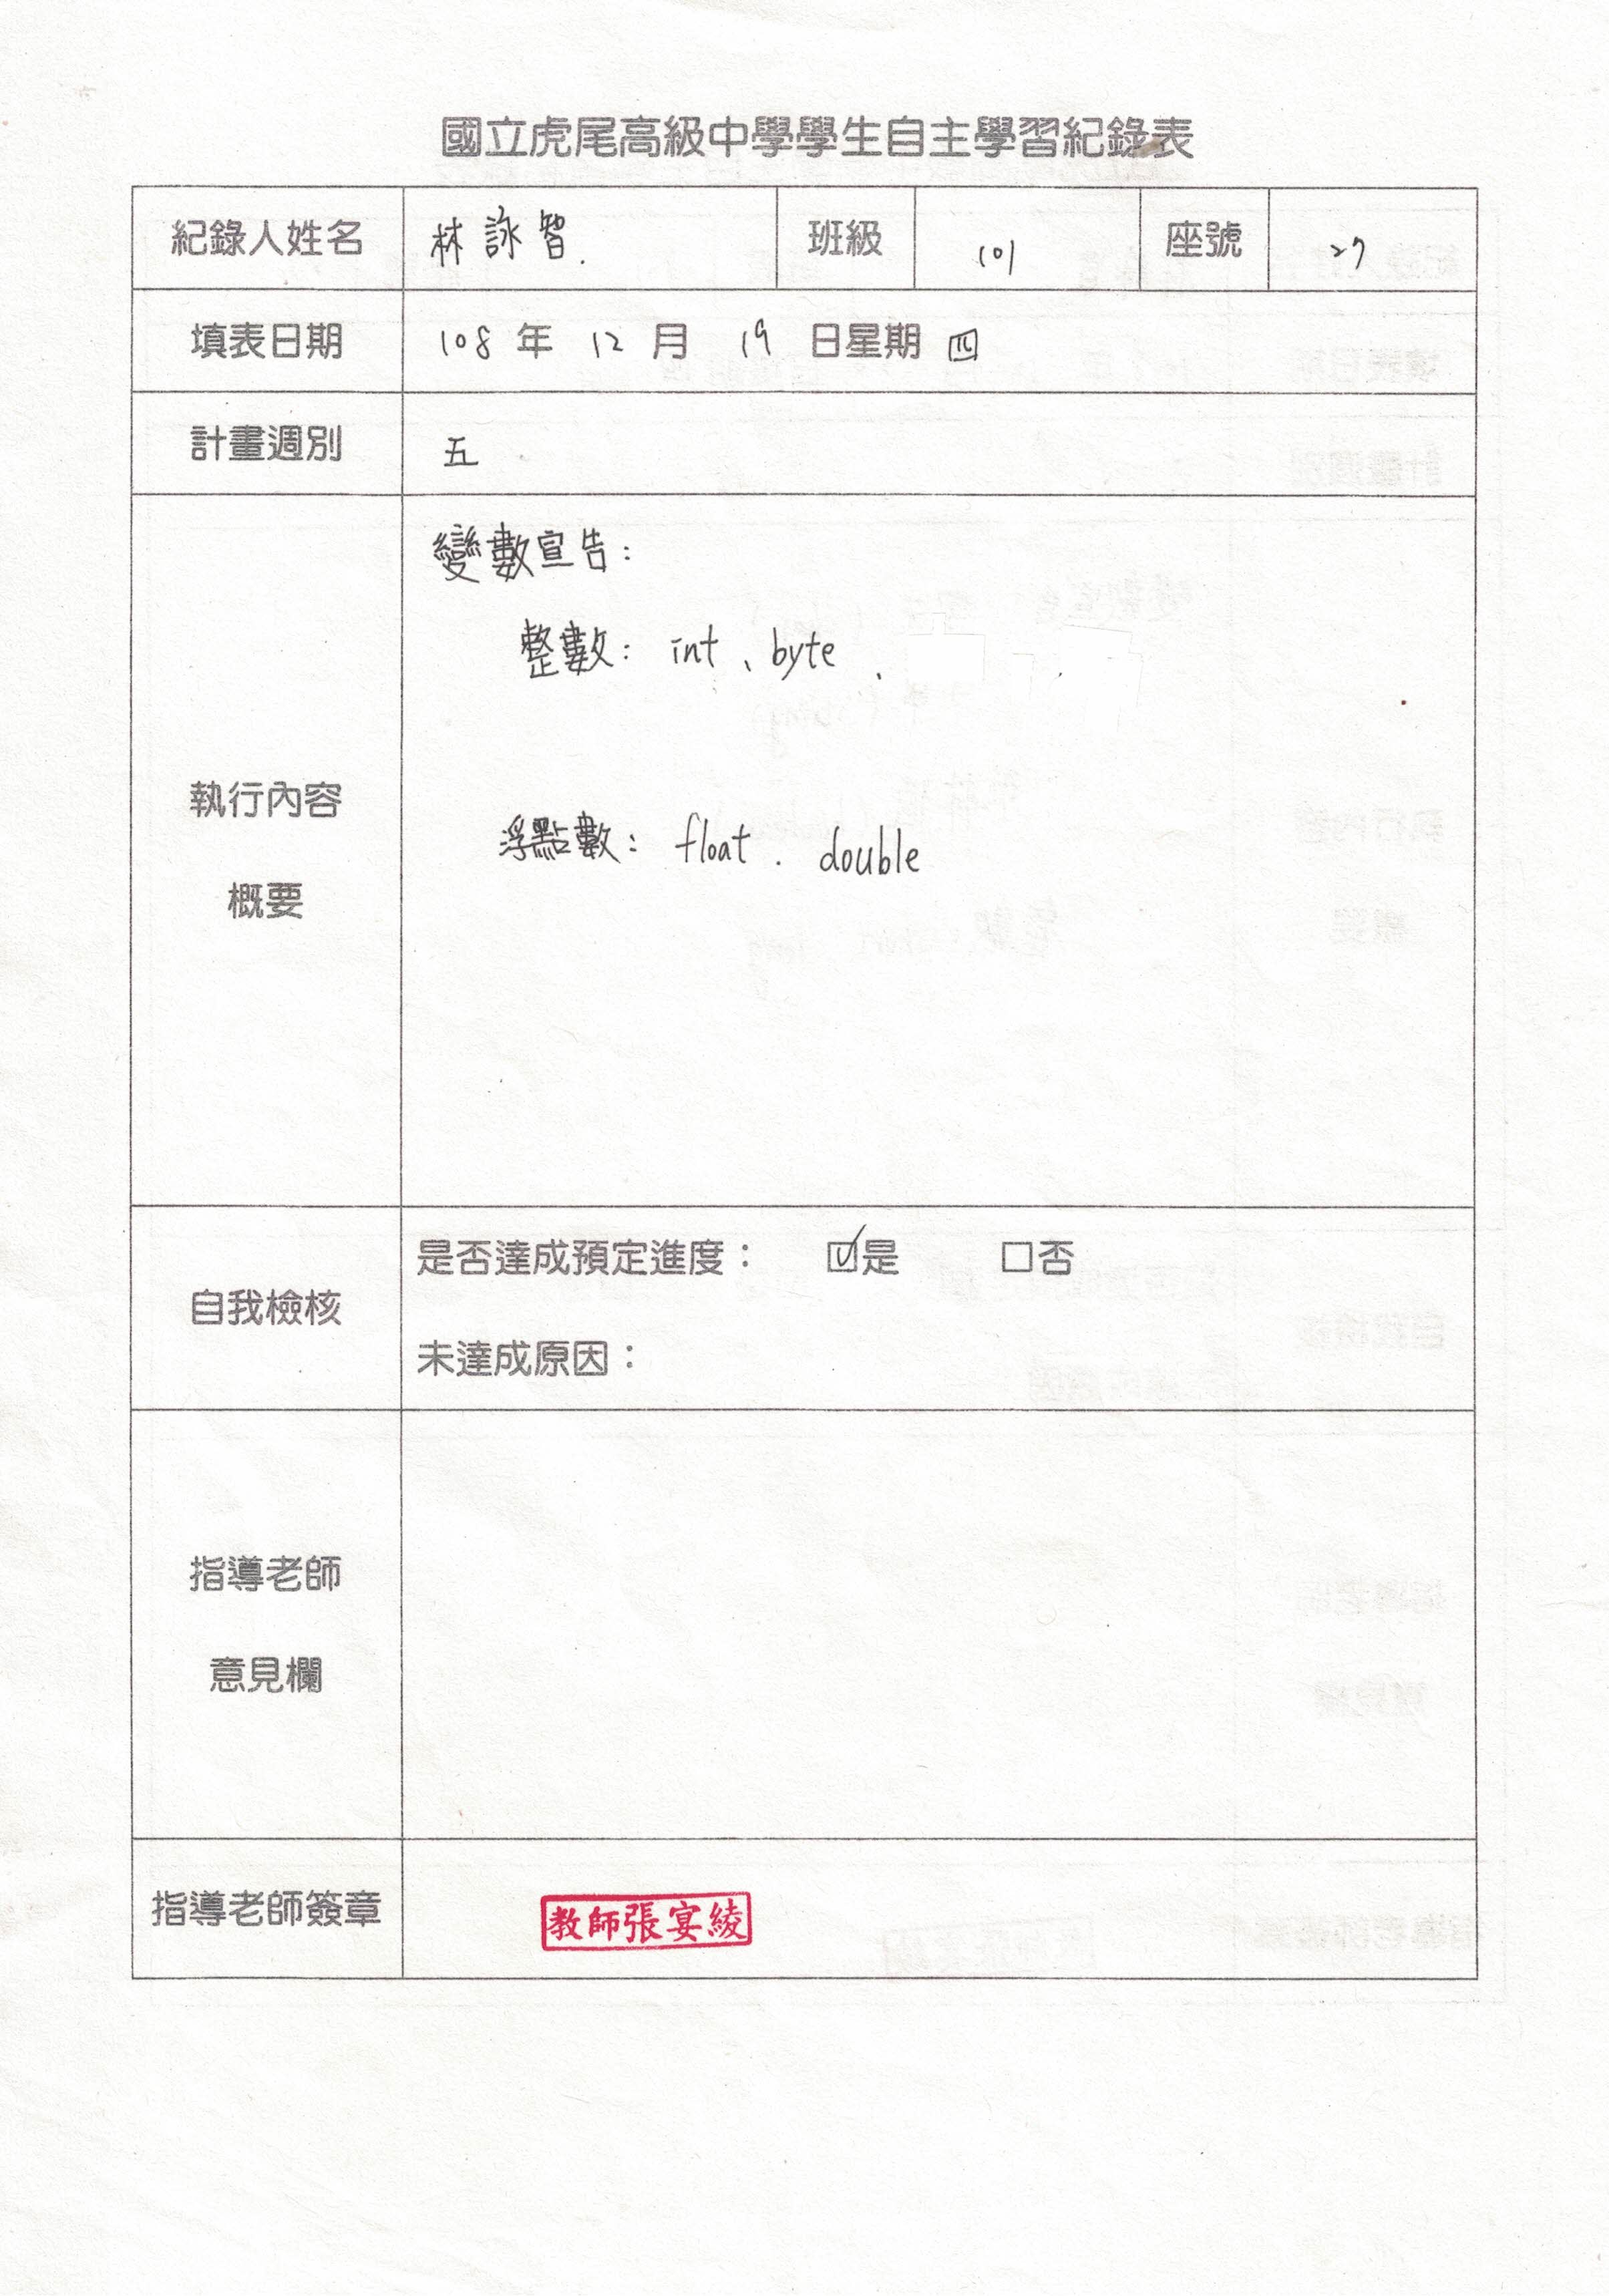 國立虎尾高級中學學生自主學習紀錄表
紀錄人姓名 林詠智. 班級 101 座號 27
填表日期 108 年 12 月 19 日星期 四
計畫週別 五
執行內容
概要
變數宣告：
整數： int 、 byte 、
浮點數： float . double
自我檢核
是否達成預定進度： ☑是 □否
未達成原因：
指導老師
意見欄
指導老師簽章 教師張宴綾